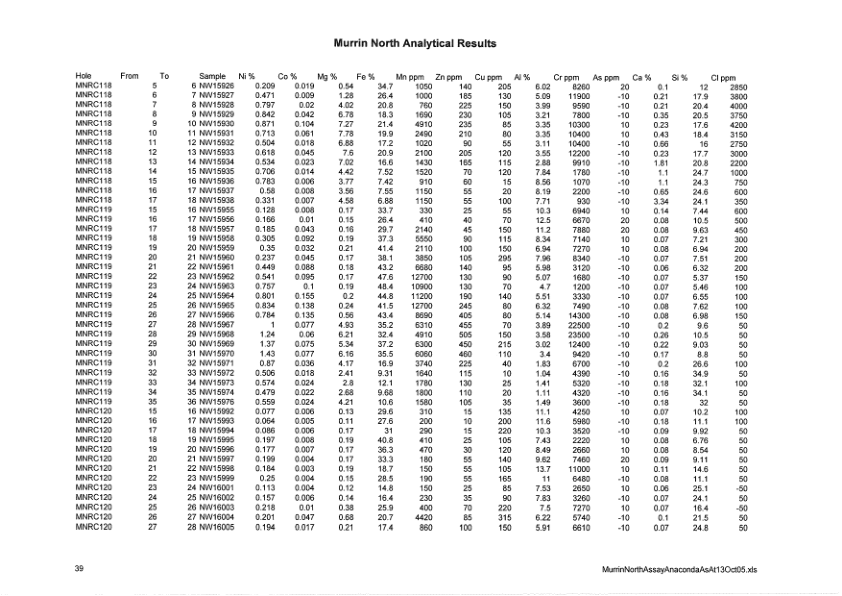 Murrin North Analytical Results
Hole From To Sample Ni % Co % Mg % Fe % Mn ppm Zn ppm Cu ppm Al % Cr ppm As ppm Ca % Si % Cl ppm
MNRC118 5 6 NW15926 0.209 0.019 0.54 34.7 1050 140 205 6.02 8260 20 0.1 12 2850
MNRC118 6 7 NW15927 0.471 0.009 1.28 26.4 1000 185 130 5.09 11900 -10 0.21 17.9 3800
MNRC118 7 8 NW15928 0.797 0.02 4.02 20.8 760 225 150 3.99 9590 -10 0.21 20.4 4000
MNRC118 8 9 NW15929 0.842 0.042 6.78 18.3 1690 230 105 3.21 7800 -10 0.35 20.5 3750
MNRC118 9 10 NW15930 0.871 0.104 7.27 21.4 4910 235 85 3.35 10300 10 0.23 17.6 4200
MNRC118 10 11 NW15931 0.713 0.061 7.78 19.9 2490 210 80 3.35 10400 10 0.43 18.4 3150
MNRC118 11 12 NW15932 0.504 0.018 6.88 17.2 1020 90 55 3.11 10400 -10 0.66 16 2750
MNRC118 12 13 NW15933 0.618 0.045 7.6 20.9 2100 205 120 3.55 12200 -10 0.23 17.7 3000
MNRC118 13 14 NW15934 0.534 0.023 7.02 16.6 1430 165 115 2.88 9910 -10 1.81 20.8 2200
MNRC118 14 15 NW15935 0.706 0.014 4.42 7.52 1520 70 120 7.84 1780 -10 1.1 24.7 1000
MNRC118 15 16 NW15936 0.783 0.006 3.77 7.42 910 60 15 8.56 1070 -10 1.1 24.3 750
MNRC118 16 17 NW15937 0.58 0.008 3.56 7.55 1150 55 20 8.19 2200 -10 0.65 24.6 600
MNRC118 17 18 NW15938 0.331 0.007 4.58 6.88 1150 55 100 7.71 930 -10 3.34 24.1 350
MNRC119 15 16 NW15955 0.128 0.008 0.17 33.7 330 25 55 10.3 6940 10 0.14 7.44 600
MNRC119 16 17 NW15956 0.166 0.01 0.15 26.4 410 40 70 12.5 6670 20 0.08 10.5 500
MNRC119 17 18 NW15957 0.185 0.043 0.16 29.7 2140 45 150 11.2 7880 20 0.08 9.63 450
MNRC119 18 19 NW15958 0.305 0.092 0.19 37.3 5550 90 115 8.34 7140 10 0.07 7.21 300
MNRC119 19 20 NW15959 0.35 0.032 0.21 41.4 2110 100 150 6.94 7270 10 0.08 6.94 200
MNRC119 20 21 NW15960 0.237 0.045 0.17 38.1 3850 105 295 7.96 8340 -10 0.07 7.51 200
MNRC119 21 22 NW15961 0.449 0.088 0.18 43.2 6680 140 95 5.98 3120 -10 0.06 6.32 200
MNRC119 22 23 NW15962 0.541 0.095 0.17 47.6 12700 130 90 5.07 1680 -10 0.07 5.37 150
MNRC119 23 24 NW15963 0.757 0.1 0.19 48.4 10900 130 70 4.7 1200 -10 0.07 5.46 100
MNRC119 24 25 NW15964 0.801 0.155 0.2 44.8 11200 190 140 5.51 3330 -10 0.07 6.55 100
MNRC119 25 26 NW15965 0.834 0.138 0.24 41.5 12700 245 80 6.32 7490 -10 0.08 7.62 100
MNRC119 26 27 NW15966 0.784 0.135 0.56 43.4 8690 405 80 5.14 14300 -10 0.08 6.98 150
MNRC119 27 28 NW15967 1 0.077 4.93 35.2 6310 455 70 3.89 22500 -10 0.2 9.6 50
MNRC119 28 29 NW15968 1.24 0.06 6.21 32.4 4910 505 150 3.58 23500 -10 0.26 10.5 50
MNRC119 29 30 NW15969 1.37 0.075 5.34 37.2 6300 450 215 3.02 12400 -10 0.22 9.03 50
MNRC119 30 31 NW15970 1.43 0.077 6.16 35.5 6060 460 110 3.4 9420 -10 0.17 8.8 50
MNRC119 31 32 NW15971 0.87 0.036 4.17 16.9 3740 225 40 1.83 6700 -10 0.2 26.6 100
MNRC119 32 33 NW15972 0.506 0.018 2.41 9.31 1640 115 10 1.04 4390 -10 0.16 34.9 50
MNRC119 33 34 NW15973 0.574 0.024 2.8 12.1 1780 130 25 1.41 5320 -10 0.18 32.1 100
MNRC119 34 35 NW15974 0.479 0.022 2.68 9.68 1800 110 20 1.11 4320 -10 0.16 34.1 50
MNRC119 35 36 NW15976 0.559 0.024 4.21 10.6 1580 105 35 1.49 3600 -10 0.18 32 50
MNRC120 15 16 NW15992 0.077 0.006 0.13 29.6 310 15 135 11.1 4250 10 0.07 10.2 100
MNRC120 16 17 NW15993 0.064 0.005 0.11 27.6 200 10 200 11.6 5980 -10 0.18 11.1 100
MNRC120 17 18 NW15994 0.086 0.006 0.17 31 290 15 220 10.3 3520 -10 0.09 9.92 50
MNRC120 18 19 NW15995 0.197 0.008 0.19 40.8 410 25 105 7.43 2220 10 0.08 6.76 50
MNRC120 19 20 NW15996 0.177 0.007 0.17 36.3 470 30 120 8.49 2660 10 0.08 8.54 50
MNRC120 20 21 NW15997 0.199 0.004 0.17 33.3 180 55 140 9.62 7460 20 0.09 9.11 50
MNRC120 21 22 NW15998 0.184 0.003 0.19 18.7 150 55 105 13.7 11000 10 0.11 14.6 50
MNRC120 22 23 NW15999 0.25 0.004 0.15 28.5 190 55 165 11 6480 -10 0.08 11.1 50
MNRC120 23 24 NW16001 0.113 0.004 0.12 14.8 150 25 85 7.53 2650 10 0.06 25.1 -50
MNRC120 24 25 NW16002 0.157 0.006 0.14 16.4 230 35 90 7.83 3260 -10 0.07 24.1 50
MNRC120 25 26 NW16003 0.218 0.01 0.38 25.9 400 70 220 7.5 7270 10 0.07 16.4 -50
MNRC120 26 27 NW16004 0.201 0.047 0.68 20.7 4420 85 315 6.22 5740 -10 0.1 21.5 50
MNRC120 27 28 NW16005 0.194 0.017 0.21 17.4 860 100 150 5.91 6610 -10 0.07 24.8 50
39 MurrinNorthAssayAnacondaAsAt13Oct05.xls